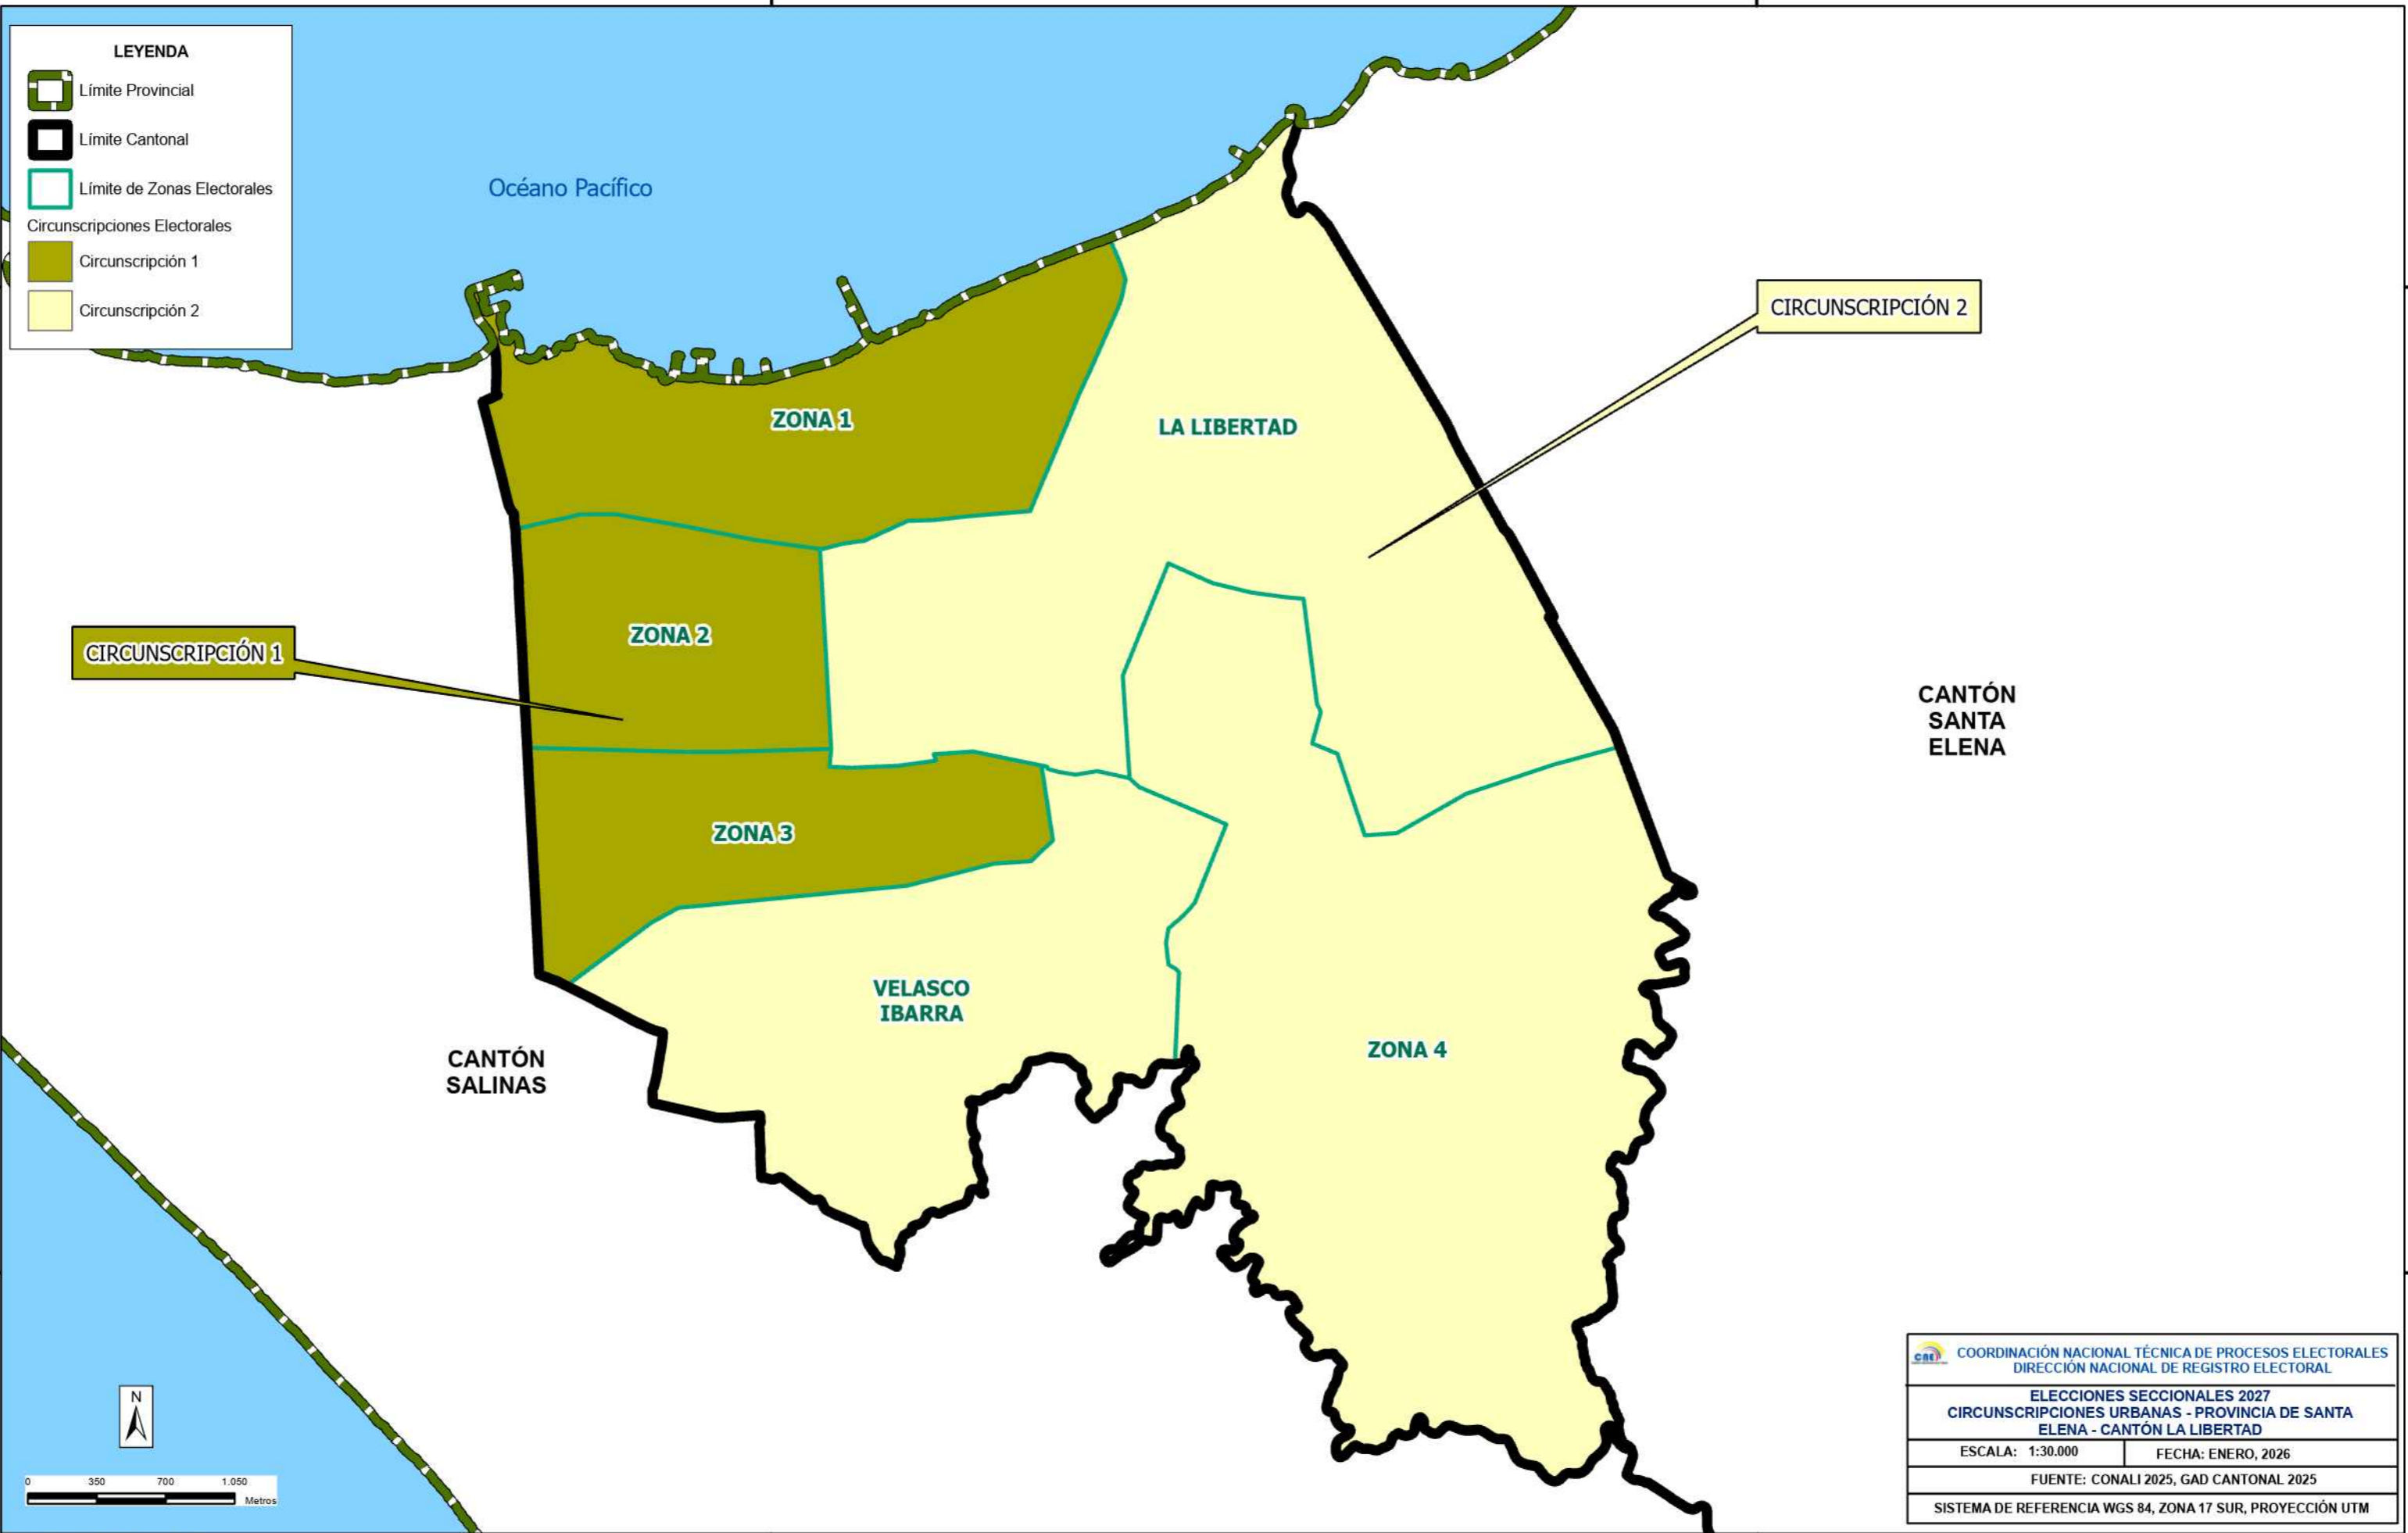 LEYENDA
Límite Provincial
Límite Cantonal
Límite de Zonas Electorales
Circunscripciones Electorales
Circunscripción 1
Circunscripción 2
Océano Pacífico
CIRCUNSCRIPCIÓN 2
ZONA 1
LA LIBERTAD
ZONA 2
CIRCUNSCRIPCIÓN 1
CANTÓN
SANTA
ELENA
ZONA 3
VELASCO
IBARRA
ZONA 4
CANTÓN
SALINAS
N
0 350 700 1.050
Metros
CNE
COORDINACIÓN NACIONAL TÉCNICA DE PROCESOS ELECTORALES
DIRECCIÓN NACIONAL DE REGISTRO ELECTORAL
ELECCIONES SECCIONALES 2027
CIRCUNSCRIPCIONES URBANAS - PROVINCIA DE SANTA
ELENA - CANTÓN LA LIBERTAD
ESCALA: 1:30.000
FECHA: ENERO, 2026
FUENTE: CONALI 2025, GAD CANTONAL 2025
SISTEMA DE REFERENCIA WGS 84, ZONA 17 SUR, PROYECCIÓN UTM